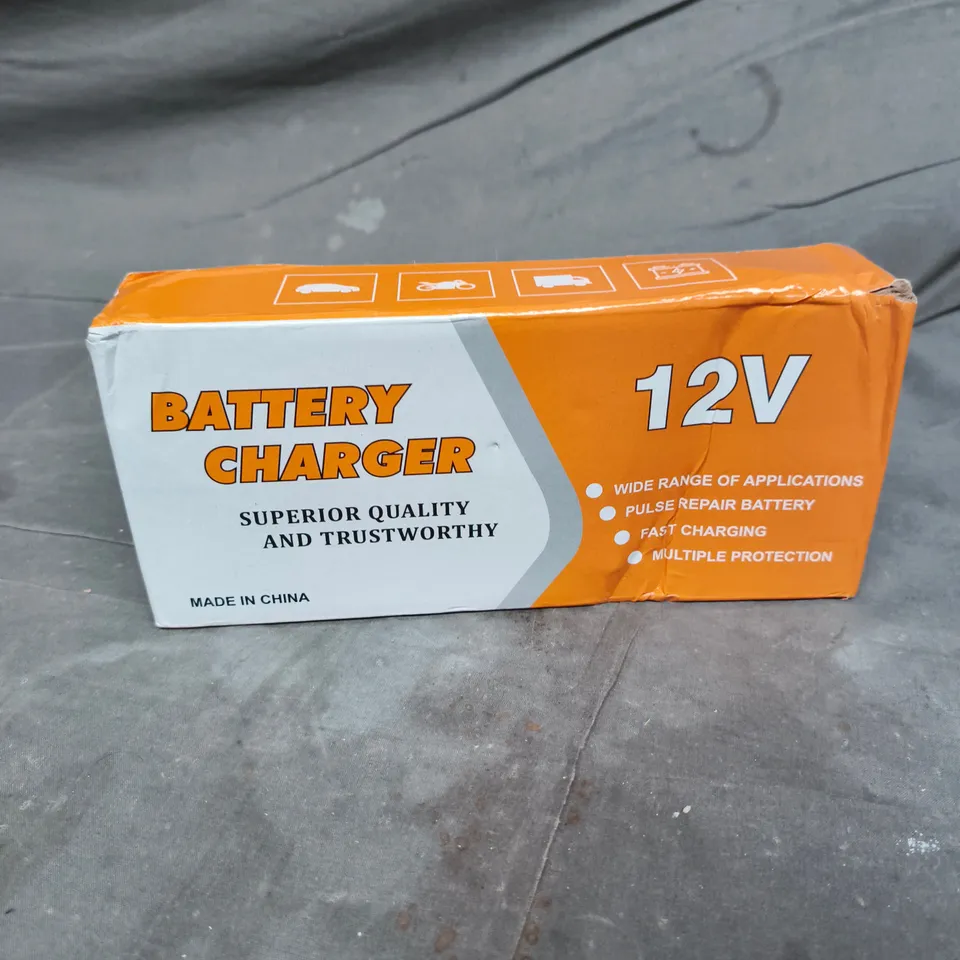 BATTERY
CHARGER
SUPERIOR QUALITY
AND TRUSTWORTHY
MADE IN CHINA
12V
WIDE RANGE OF APPLICATIONS
PULSE REPAIR BATTERY
FAST CHARGING
MULTIPLE PROTECTION